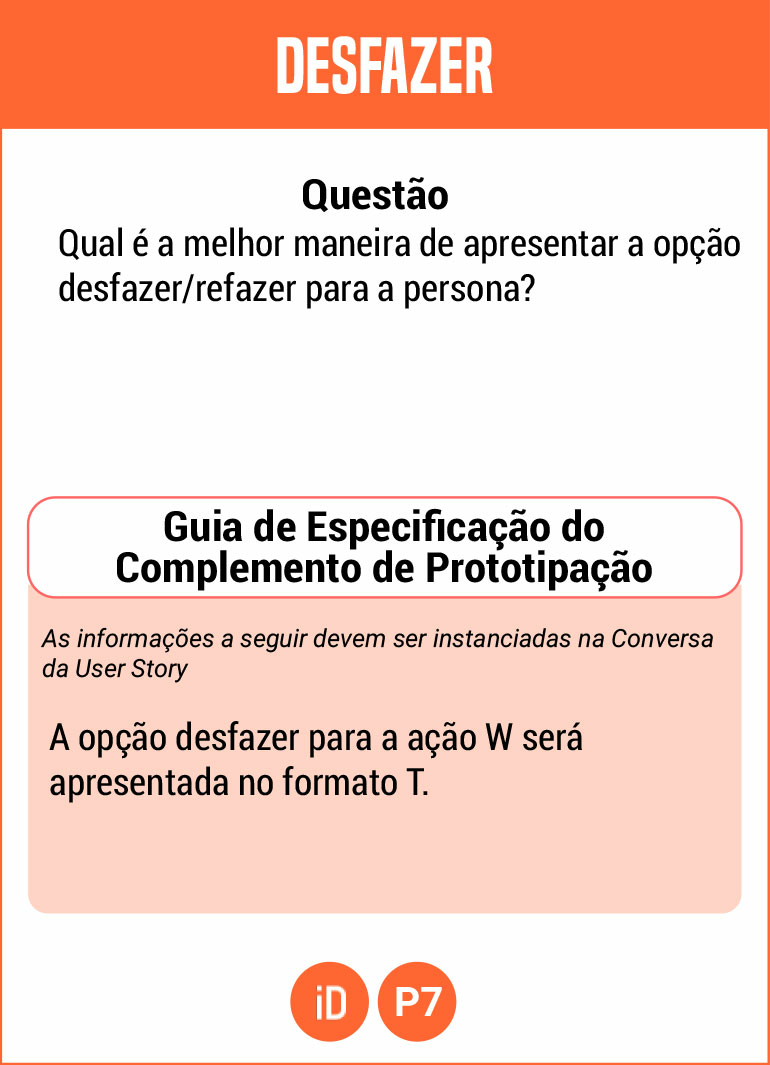 DESFAZER
Questão
Qual é a melhor maneira de apresentar a opção
desfazer/refazer para a persona?
Guia de Especificação do
Complemento de Prototipação
As informações a seguir devem ser instanciadas na Conversa
da User Story
A opção desfazer para a ação W será
apresentada no formato T.
iD P7